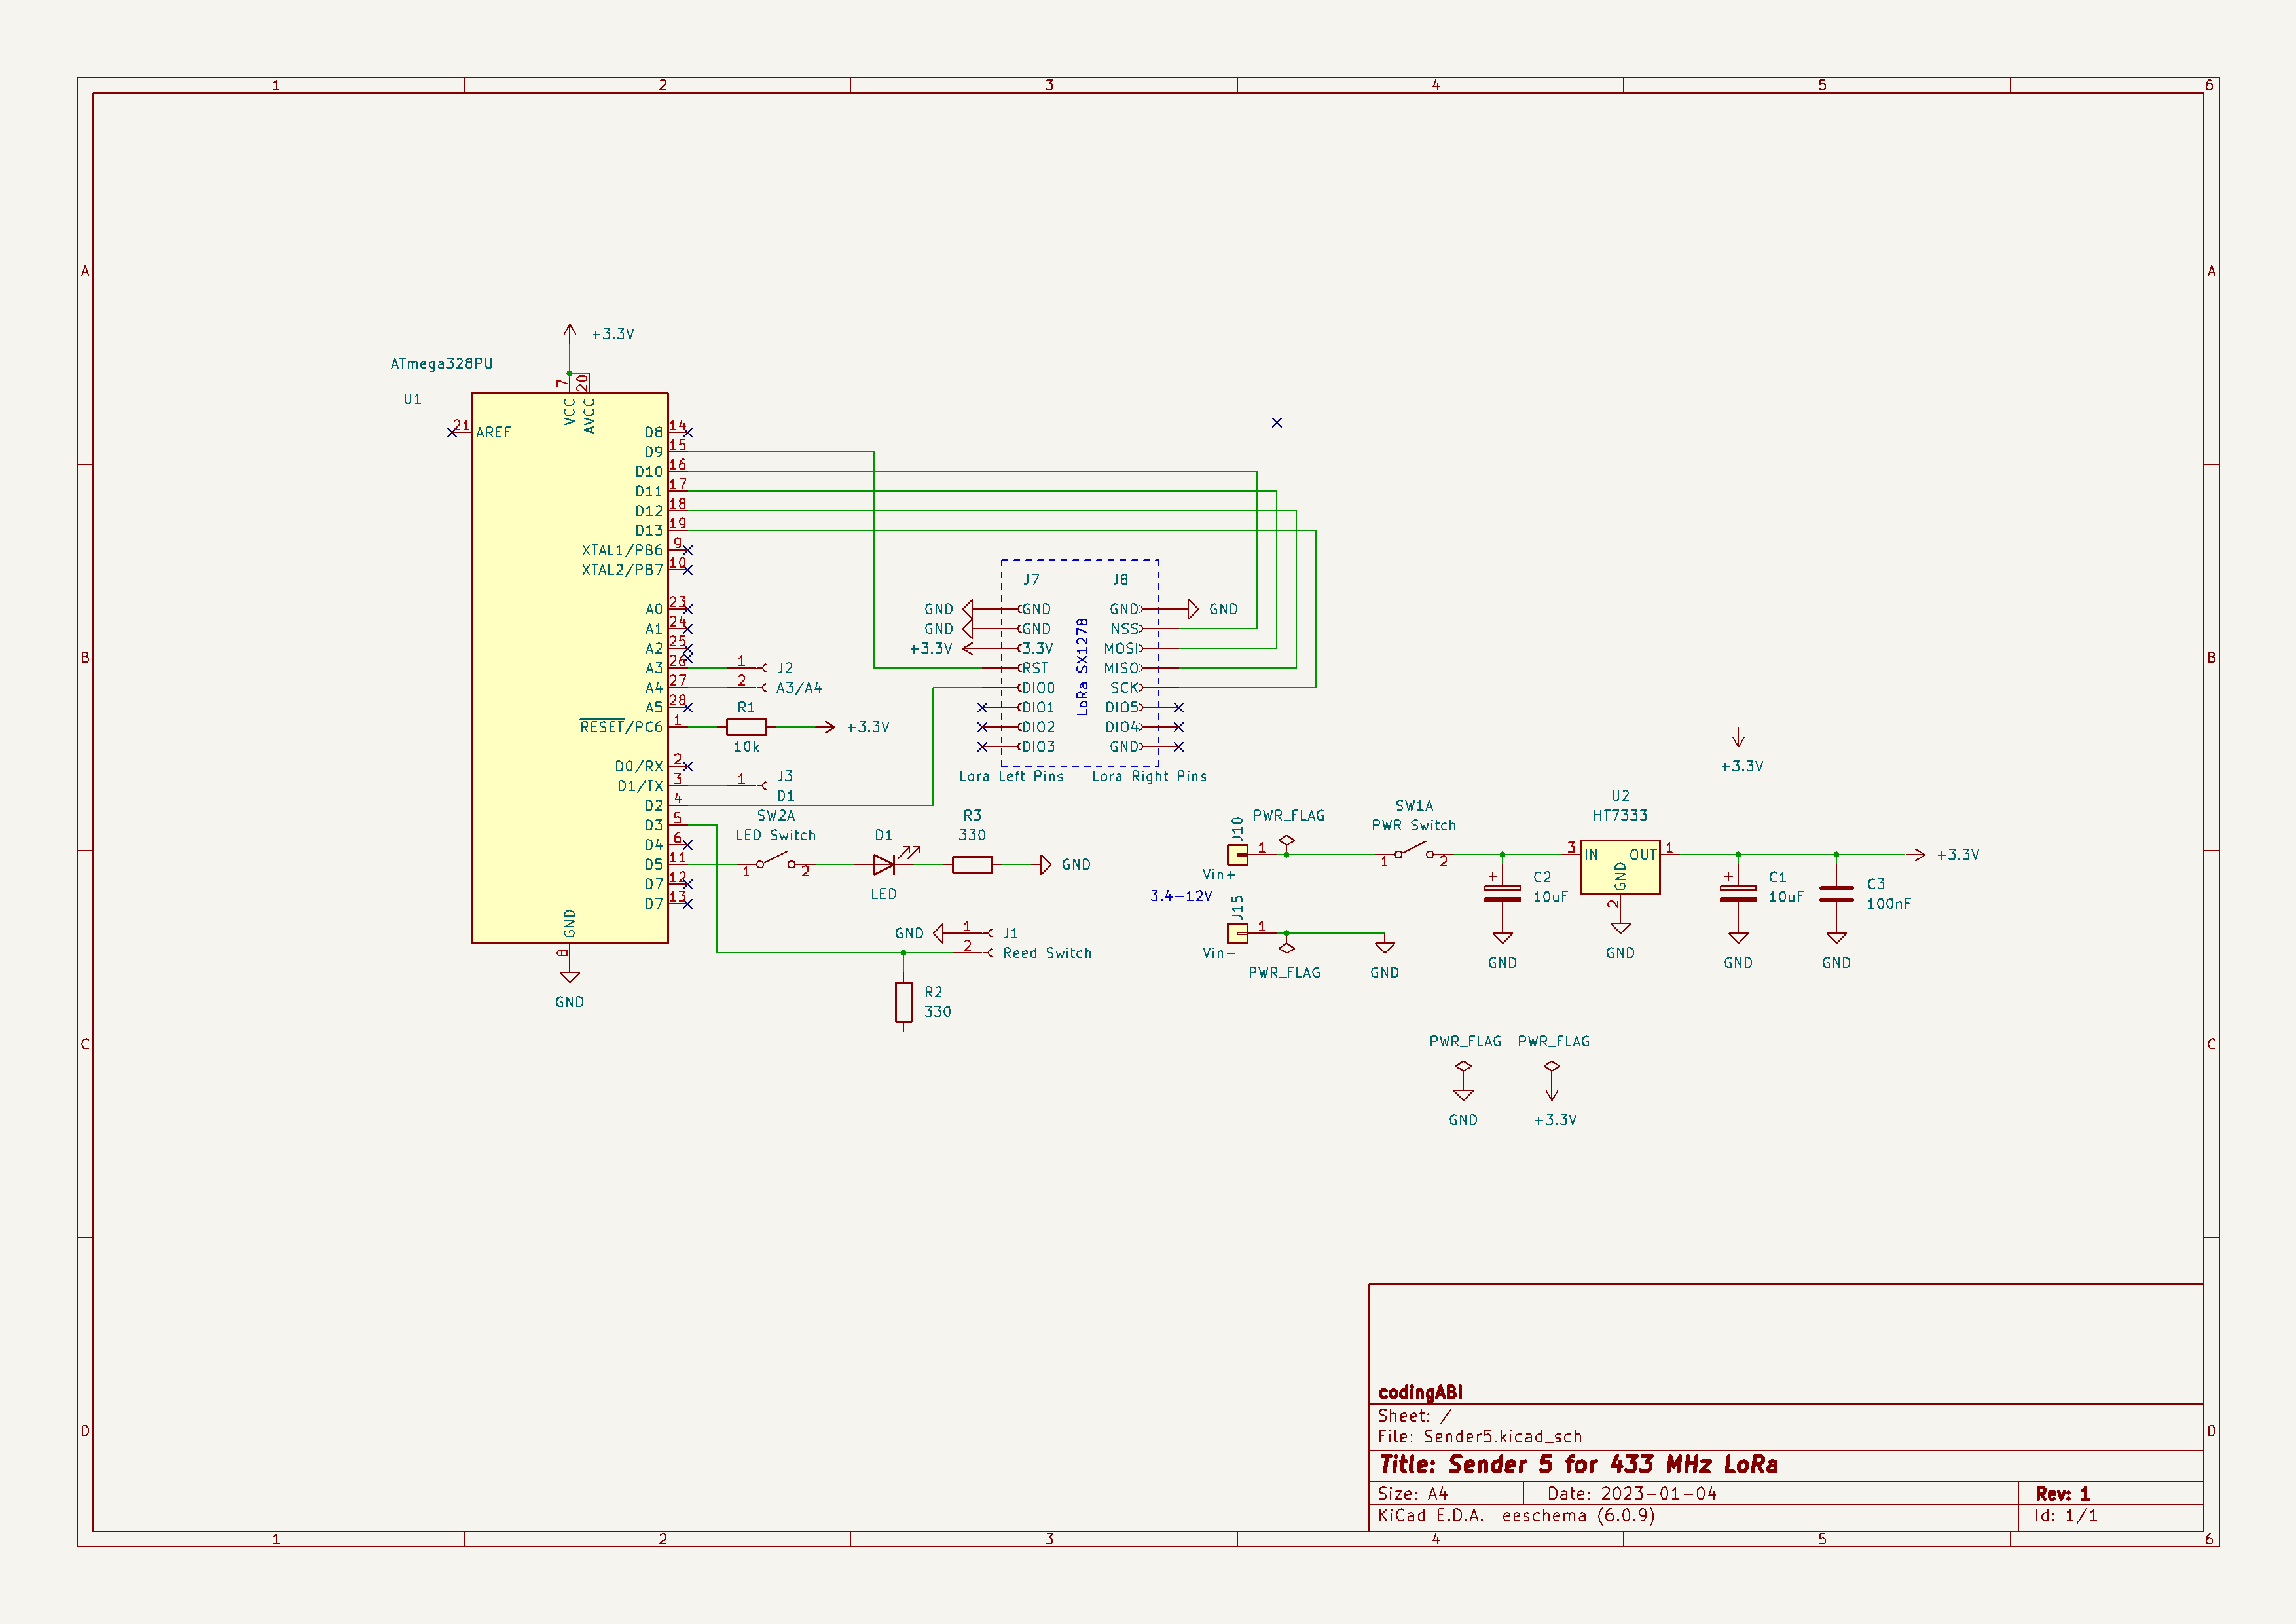 1 2 3 4 5 6
A A
+3.3V
ATmega328PU
U1
7 20
VCC AVCC
21 AREF
D8 14
D9 15
D10 16
D11 17
D12 18
D13 19
XTAL1/PB6 9
XTAL2/PB7 10
A0 23
A1 24
A2 25
A3 26
A4 27
A5 28
RESET/PC6 1
D0/RX 2
D1/TX 3
D2 4
D3 5
D4 6
D5 11
D7 12
D7 13
GND
8
GND
1 J2
2 A3/A4
R1
10k
+3.3V
1 J3
D1
SW2A
LED Switch
1 2
D1
LED
R3
330
GND
GND 1 J1
2 Reed Switch
R2
330
J7 J8
GND GND GND GND
GND GND NSS
+3.3V 3.3V MOSI
RST MISO
DIO0 SCK
DIO1 DIO5
DIO2 DIO4
DIO3 GND
LoRa SX1278
Lora Left Pins Lora Right Pins
B B
J10
1
Vin+
3.4-12V
J15
1
Vin-
PWR_FLAG
PWR_FLAG
GND
SW1A
PWR Switch
1 2
C2
10uF
GND
U2
HT7333
3 IN OUT 1
GND
2
GND
+3.3V
C1
10uF
GND
C3
100nF
GND
+3.3V
PWR_FLAG PWR_FLAG
GND +3.3V
C C
D D
codingABI
Sheet: /
File: Sender5.kicad_sch
Title: Sender 5 for 433 MHz LoRa
Size: A4 Date: 2023-01-04 Rev: 1
KiCad E.D.A. eeschema (6.0.9) Id: 1/1
1 2 3 4 5 6